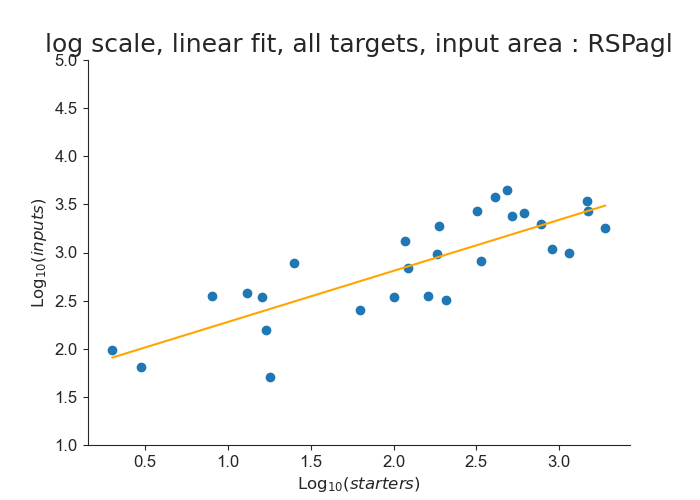 log scale, linear fit, all targets, input area : RSPagl
5.0
4.5
4.0
3.5
3.0
2.5
2.0
1.5
1.0
Log₁₀(inputs)
0.5 1.0 1.5 2.0 2.5 3.0
Log₁₀(starters)